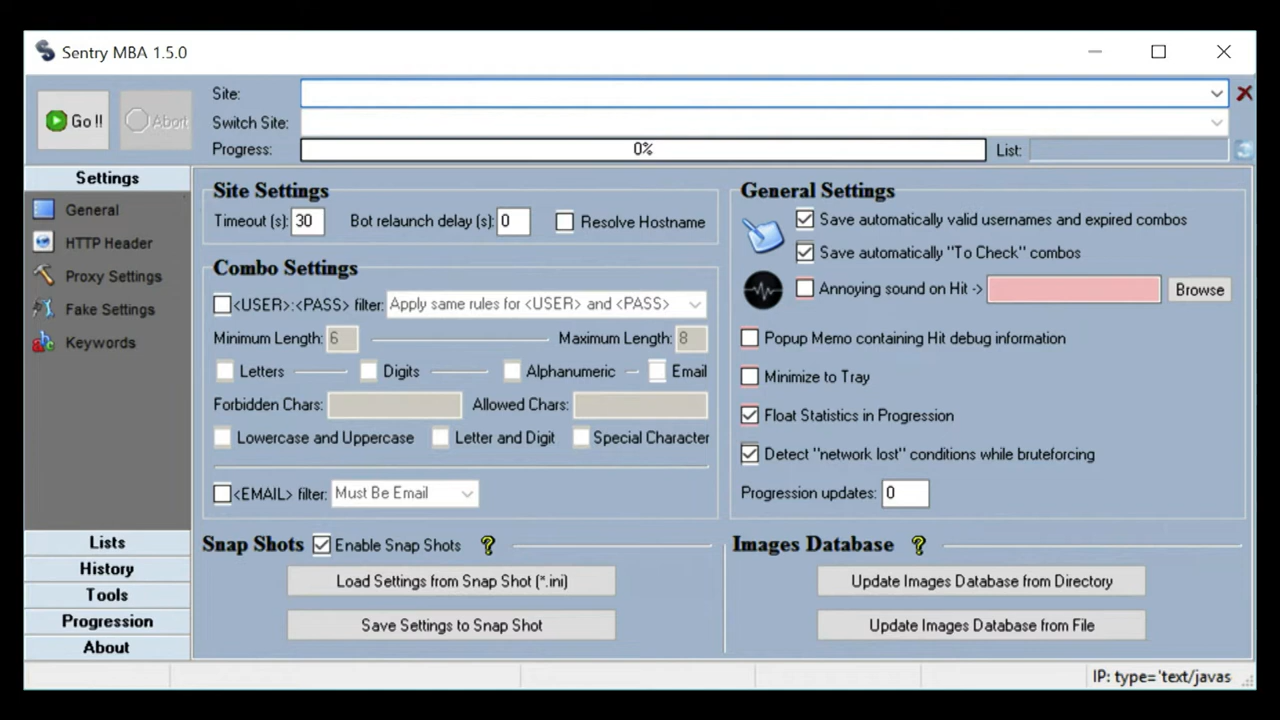 Sentry MBA 1.5.0
Go !!
Abort
Site:
Switch Site:
Progress:
0%
List:
Settings
General
HTTP Header
Proxy Settings
Fake Settings
Keywords
Lists
History
Tools
Progression
About
Site Settings
Timeout (s): 30 Bot relaunch delay (s): 0 Resolve Hostname
Combo Settings
<USER>:<PASS> filter: Apply same rules for <USER> and <PASS>
Minimum Length: 6 Maximum Length: 8
Letters Digits Alphanumeric Email
Forbidden Chars: Allowed Chars:
Lowercase and Uppercase Letter and Digit Special Character
<EMAIL> filter: Must Be Email
Snap Shots Enable Snap Shots ?
Load Settings from Snap Shot (*.ini)
Save Settings to Snap Shot
General Settings
Save automatically valid usernames and expired combos
Save automatically "To Check" combos
Annoying sound on Hit -> Browse
Popup Memo containing Hit debug information
Minimize to Tray
Float Statistics in Progression
Detect "network lost" conditions while bruteforcing
Progression updates: 0
Images Database ?
Update Images Database from Directory
Update Images Database from File
IP: type='text/javas